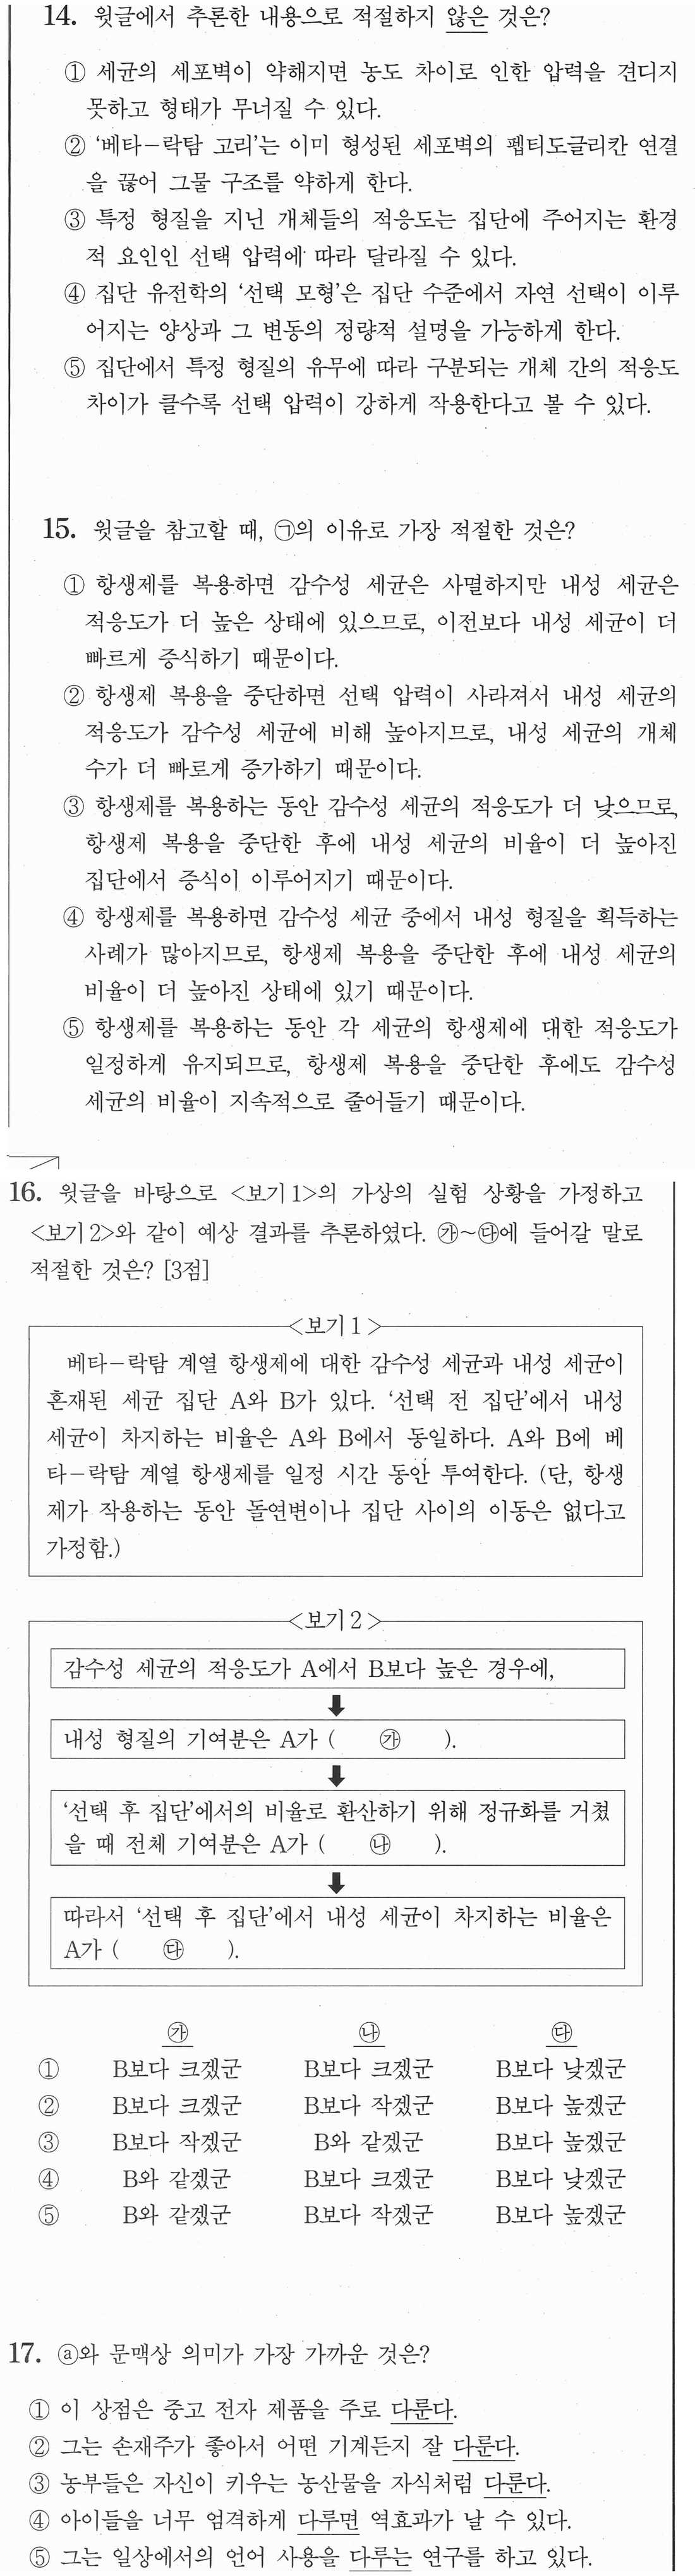 14. 윗글에서 추론한 내용으로 적절하지 않은 것은?
① 세균의 세포벽이 약해지면 농도 차이로 인한 압력을 견디지
못하고 형태가 무너질 수 있다.
② ‘베타-락탐 고리’는 이미 형성된 세포벽의 펩티도글리칸 연결
을 끊어 그물 구조를 약하게 한다.
③ 특정 형질을 지닌 개체들의 적응도는 집단에 주어지는 환경
적 요인인 선택 압력에 따라 달라질 수 있다.
④ 집단 유전학의 ‘선택 모형’은 집단 수준에서 자연 선택이 이루
어지는 양상과 그 변동의 정량적 설명을 가능하게 한다.
⑤ 집단에서 특정 형질의 유무에 따라 구분되는 개체 간의 적응도
차이가 클수록 선택 압력이 강하게 작용한다고 볼 수 있다.
15. 윗글을 참고할 때, ㉠의 이유로 가장 적절한 것은?
① 항생제를 복용하면 감수성 세균은 사멸하지만 내성 세균은
적응도가 더 높은 상태에 있으므로, 이전보다 내성 세균이 더
빠르게 증식하기 때문이다.
② 항생제 복용을 중단하면 선택 압력이 사라져서 내성 세균의
적응도가 감수성 세균에 비해 높아지므로, 내성 세균의 개체
수가 더 빠르게 증가하기 때문이다.
③ 항생제를 복용하는 동안 감수성 세균의 적응도가 더 낮으므로,
항생제 복용을 중단한 후에 내성 세균의 비율이 더 높아진
집단에서 증식이 이루어지기 때문이다.
④ 항생제를 복용하면 감수성 세균 중에서 내성 형질을 획득하는
사례가 많아지므로, 항생제 복용을 중단한 후에 내성 세균의
비율이 더 높아진 상태에 있기 때문이다.
⑤ 항생제를 복용하는 동안 각 세균의 항생제에 대한 적응도가
일정하게 유지되므로, 항생제 복용을 중단한 후에도 감수성
세균의 비율이 지속적으로 줄어들기 때문이다.
16. 윗글을 바탕으로 <보기 1>의 가상의 실험 상황을 가정하고
<보기 2>와 같이 예상 결과를 추론하였다. ㉮~㉰에 들어갈 말로
적절한 것은? [3점]
<보기 1>
베타-락탐 계열 항생제에 대한 감수성 세균과 내성 세균이
혼재된 세균 집단 A와 B가 있다. ‘선택 전 집단’에서 내성
세균이 차지하는 비율은 A와 B에서 동일하다. A와 B에 베
타-락탐 계열 항생제를 일정 시간 동안 투여한다. (단, 항생
제가 작용하는 동안 돌연변이나 집단 사이의 이동은 없다고
가정함.)
<보기 2>
감수성 세균의 적응도가 A에서 B보다 높은 경우에,
내성 형질의 기여분은 A가 ( ㉮ ).
‘선택 후 집단’에서의 비율로 환산하기 위해 정규화를 거쳤
을 때 전체 기여분은 A가 ( ㉯ ).
따라서 ‘선택 후 집단’에서 내성 세균이 차지하는 비율은
A가 ( ㉰ ).
㉮ ㉯ ㉰
① B보다 크겠군 B보다 크겠군 B보다 낮겠군
② B보다 크겠군 B보다 작겠군 B보다 높겠군
③ B보다 작겠군 B와 같겠군 B보다 높겠군
④ B와 같겠군 B보다 크겠군 B보다 낮겠군
⑤ B와 같겠군 B보다 작겠군 B보다 높겠군
17. ⓐ와 문맥상 의미가 가장 가까운 것은?
① 이 상점은 중고 전자 제품을 주로 다룬다.
② 그는 손재주가 좋아서 어떤 기계든지 잘 다룬다.
③ 농부들은 자신이 키우는 농산물을 자식처럼 다룬다.
④ 아이들을 너무 엄격하게 다루면 역효과가 날 수 있다.
⑤ 그는 일상에서의 언어 사용을 다루는 연구를 하고 있다.